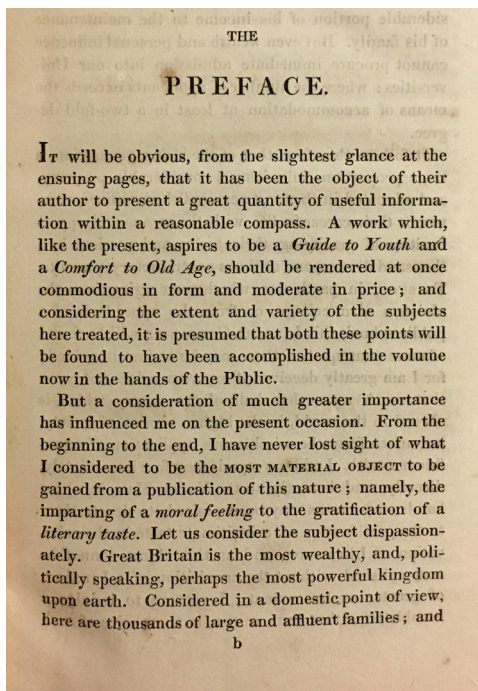 THE
PREFACE.
IT will be obvious, from the slightest glance at the
ensuing pages, that it has been the object of their
author to present a great quantity of useful informa-
tion within a reasonable compass. A work which,
like the present, aspires to be a Guide to Youth and
a Comfort to Old Age, should be rendered at once
commodious in form and moderate in price; and
considering the extent and variety of the subjects
here treated, it is presumed that both these points will
be found to have been accomplished in the volume
now in the hands of the Public.
But a consideration of much greater importance
has influenced me on the present occasion. From the
beginning to the end, I have never lost sight of what
I considered to be the MOST MATERIAL OBJECT to be
gained from a publication of this nature; namely, the
imparting of a moral feeling to the gratification of a
literary taste. Let us consider the subject dispassion-
ately. Great Britain is the most wealthy, and, poli-
tically speaking, perhaps the most powerful kingdom
upon earth. Considered in a domestic point of view,
here are thousands of large and affluent families; and
b